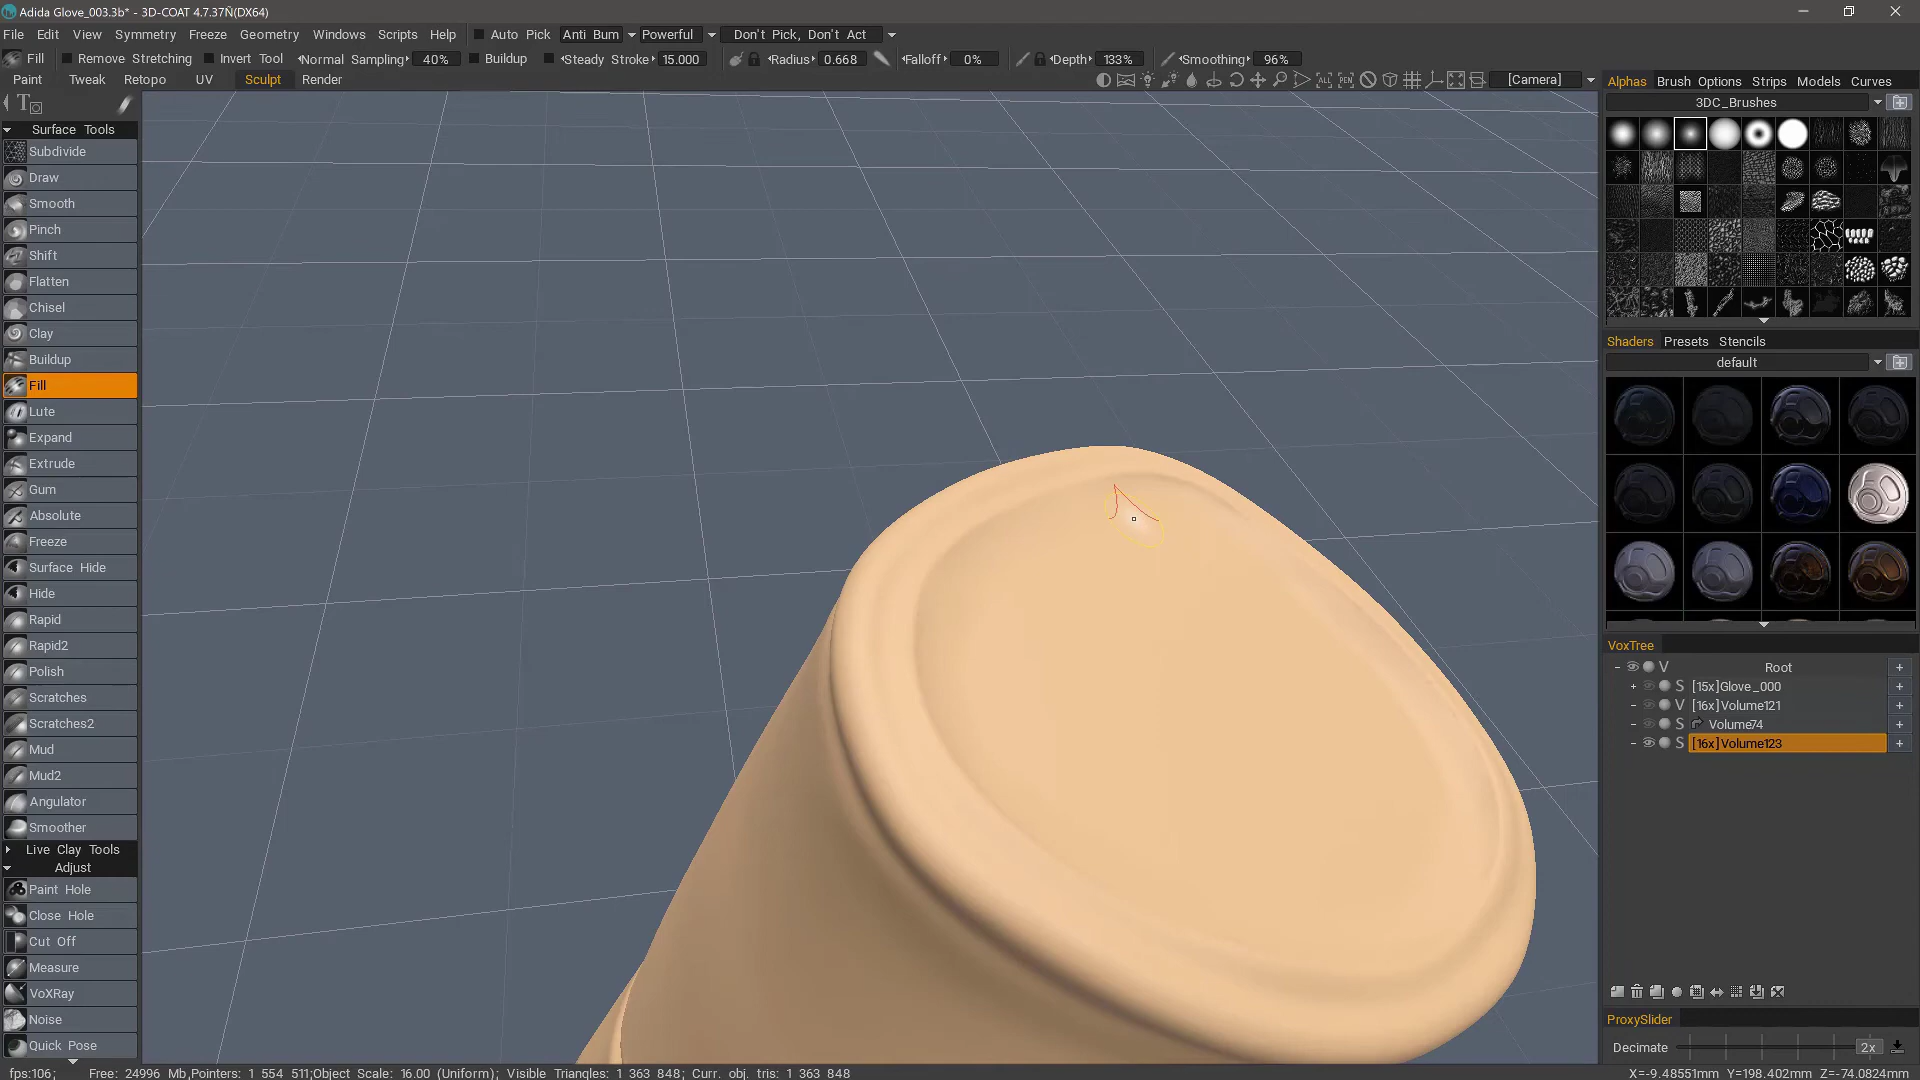 Adida Glove_003.3b* - 3D-COAT 4.7.37Ñ(DX64)
File Edit View Symmetry Freeze Geometry Windows Scripts Help Auto Pick Anti Bum Powerful Don't Pick, Don't Act
Fill Remove Stretching Invert Tool Normal Sampling 40% Buildup Steady Stroke 15.000 Radius 0.668 Falloff 0% Depth 133% Smoothing 96%
Paint Tweak Retopo UV Sculpt Render [Camera]
Alphas Brush Options Strips Models Curves
3DC_Brushes
Surface Tools
Subdivide
Draw
Smooth
Pinch
Shift
Flatten
Chisel
Clay
Buildup
Fill
Lute
Expand
Extrude
Gum
Absolute
Freeze
Surface Hide
Hide
Rapid
Rapid2
Polish
Scratches
Scratches2
Mud
Mud2
Angulator
Smoother
Live Clay Tools
Adjust
Paint Hole
Close Hole
Cut Off
Measure
VoXRay
Noise
Quick Pose
Shaders Presets Stencils
default
VoxTree
V Root
S [15x]Glove_000
V [16x]Volume121
S Volume74
S [16x]Volume123
ProxySlider
Decimate 2x
fps:106; Free: 24996 Mb,Pointers: 1 554 511;Object Scale: 16.00 (Uniform); Visible Triangles: 1 363 848; Curr. obj. tris: 1 363 848
X=-9.48551mm Y=198.402mm Z=-74.0824mm